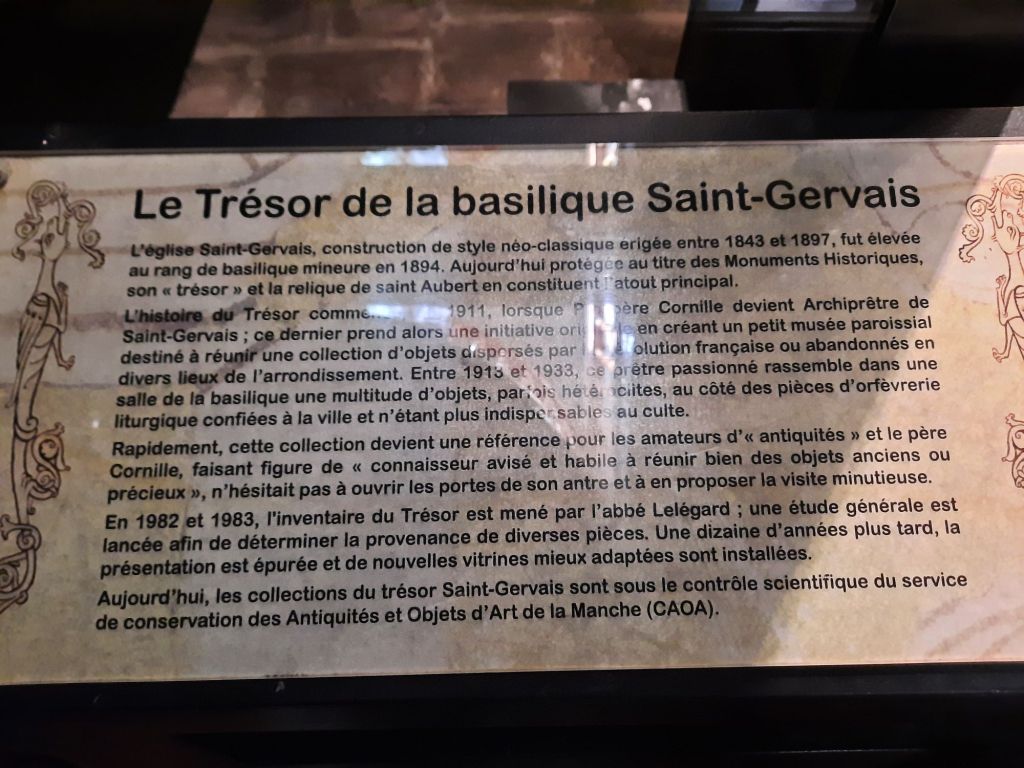 Le Trésor de la basilique Saint-Gervais
L'église Saint-Gervais, construction de style néo-classique érigée entre 1843 et 1897, fut élevée
au rang de basilique mineure en 1894. Aujourd'hui protégée au titre des Monuments Historiques,
son « trésor » et la relique de saint Aubert en constituent l'atout principal.
L'histoire du Trésor 1911, lorsque Cornille devient Archiprêtre de
Saint-Gervais ; ce dernier prend alors une initiative en créant un petit musée paroissial
destiné à réunir une collection d'objets dispersés par française ou abandonnés en
divers lieux de l'arrondissement. Entre 1913 et 1933, ce prêtre passionné rassemble dans une
salle de la basilique une multitude d'objets, parfois hétéroclites, au côté des pièces d'orfèvrerie
liturgique confiées à la ville et n'étant plus indispensables au culte.
Rapidement, cette collection devient une référence pour les amateurs d'« antiquités » et le père
Cornille, faisant figure de « connaisseur avisé et habile à réunir bien des objets anciens ou
précieux », n'hésitait pas à ouvrir les portes de son antre et à en proposer la visite minutieuse.
En 1982 et 1983, l'inventaire du Trésor est mené par l'abbé Lelégard ; une étude générale est
lancée afin de déterminer la provenance de diverses pièces. Une dizaine d'années plus tard, la
présentation est épurée et de nouvelles vitrines mieux adaptées sont installées.
Aujourd'hui, les collections du trésor Saint-Gervais sont sous le contrôle scientifique du service
de conservation des Antiquités et Objets d'Art de la Manche (CAOA).